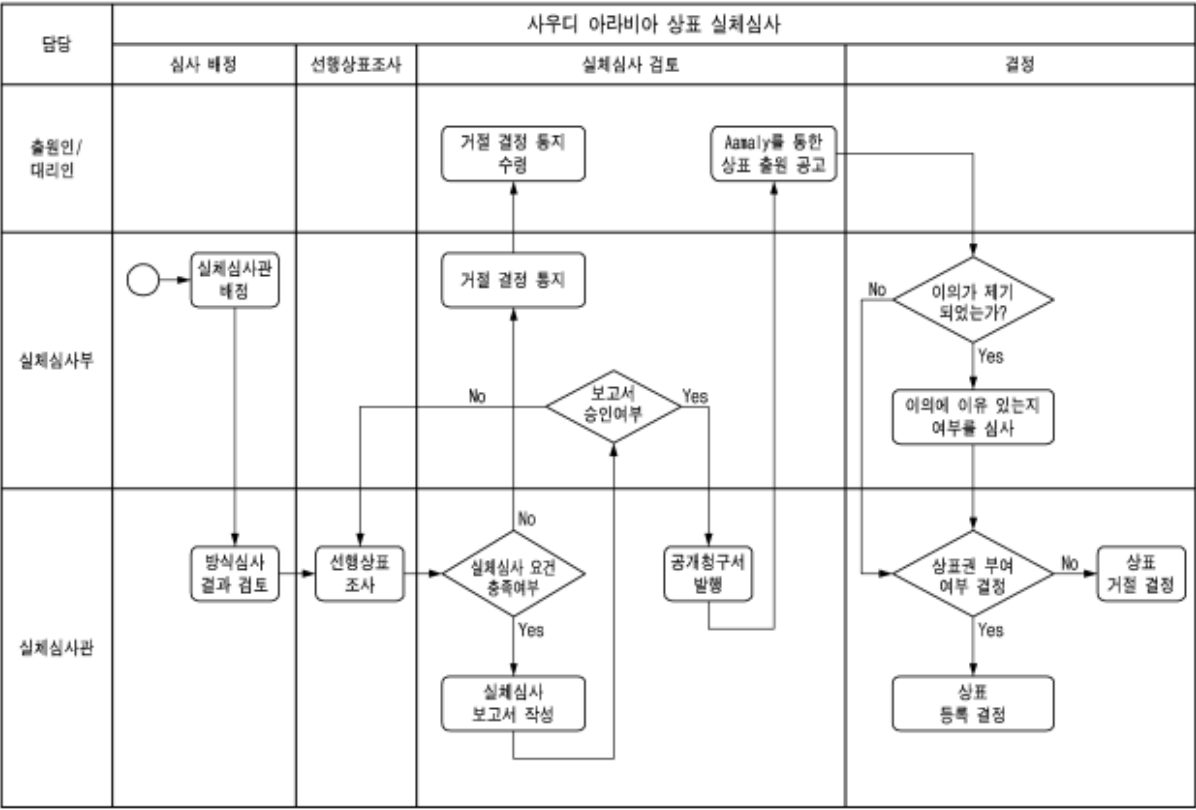 사우디 아라비아 상표 실체심사
담당
심사 배정
선행상표조사
실체심사 검토
결정
출원인/
대리인
거절 결정 통지
수령
Aamaly를 통한
상표 출원 공고
실체심사부
실체심사관
배정
거절 결정 통지
No
이의가 제기
되었는가?
Yes
No
보고서
승인여부
Yes
이의에 이유 있는지
여부를 심사
실체심사관
방식심사
결과 검토
선행상표
조사
No
실체심사 요건
충족여부
Yes
공개청구서
발행
상표권 부여
여부 결정
No
상표
거절 결정
Yes
실체심사
보고서 작성
상표
등록 결정